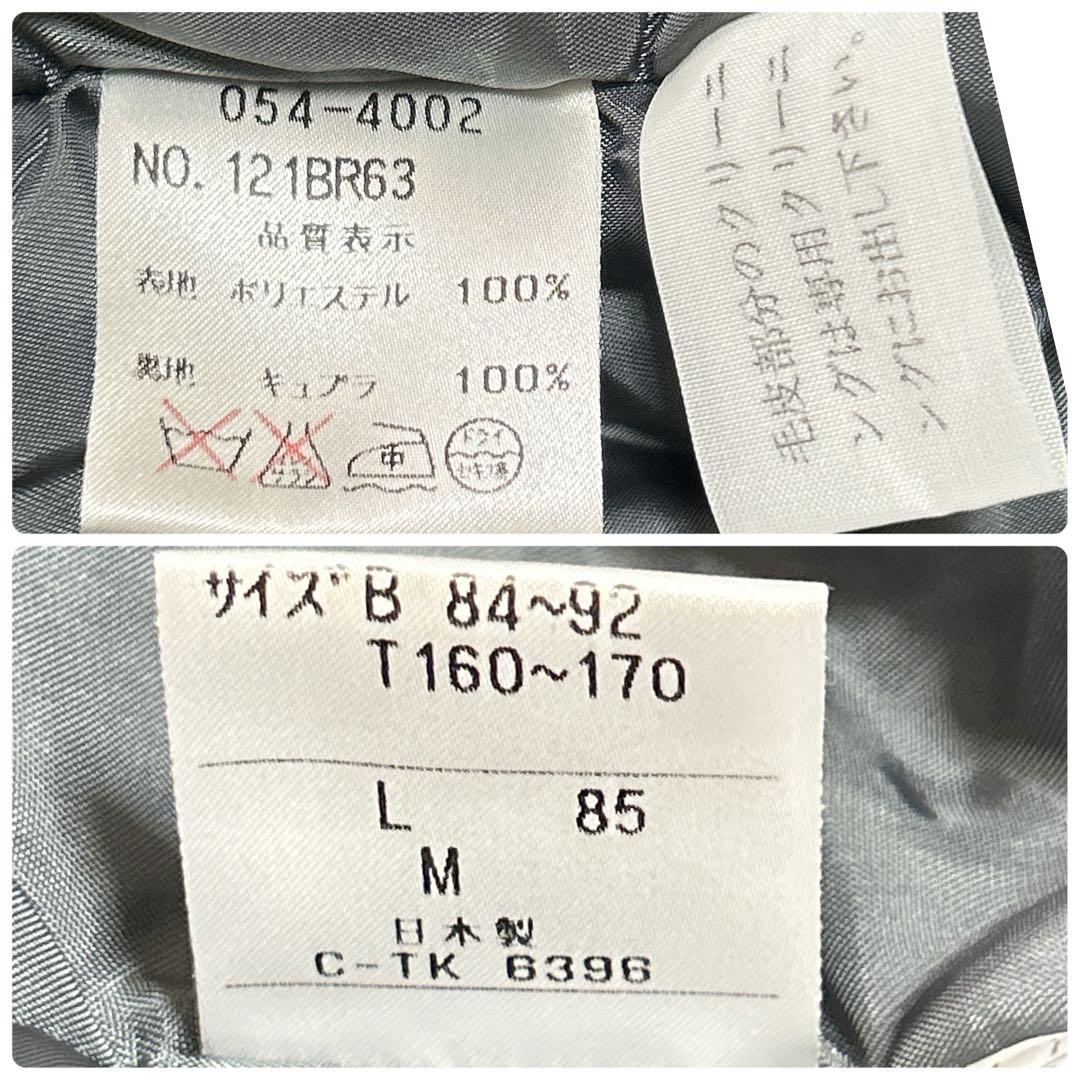 054-4002
NO. 121BR63
品質表示
表地 ポリエステル 100%
裏地 キュプラ 100%
中
ドライ
毛皮部分のクリーニ
ングは専用クリーニ
ングにお出し下さい。
サイズ B 84~92
T160~170
L 85
M
日本製
C-TK 6396